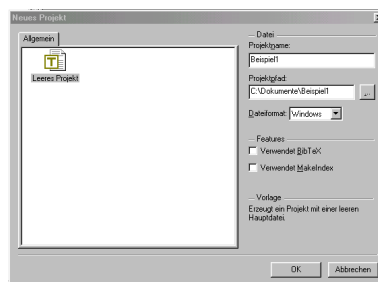 Neues Projekt
Allgemein
Leeres Projekt
Datei
Projektname:
Beispiel1
Projektpfad:
C:\Dokumente\Beispiel1
...
Dateiformat: Windows
Features
Verwendet BibTeX
Verwendet MakeIndex
Vorlage
Erzeugt ein Projekt mit einer leeren
Hauptdatei.
OK
Abbrechen